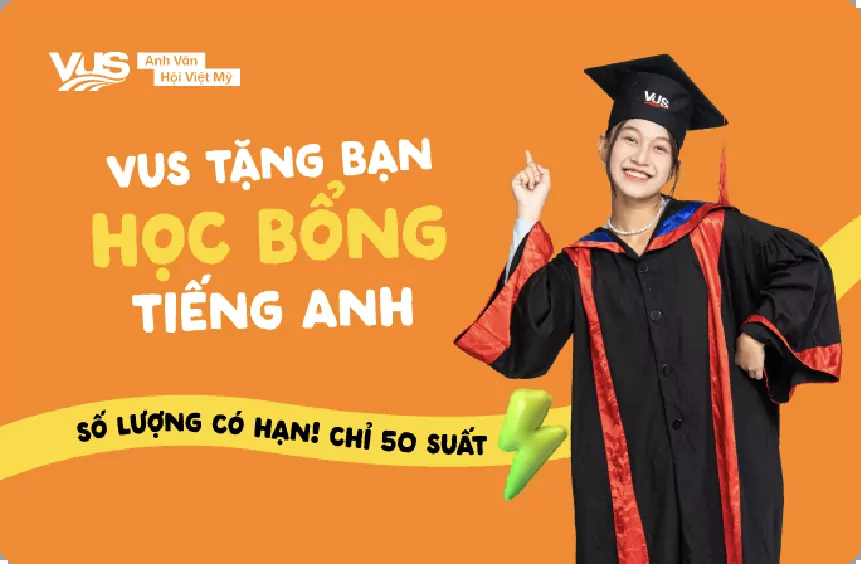 VUS
Anh Văn
Hội Việt Mỹ
VUS TẶNG BẠN
HỌC BỔNG
TIẾNG ANH
SỐ LƯỢNG CÓ HẠN! CHỈ 50 SUẤT
VUS